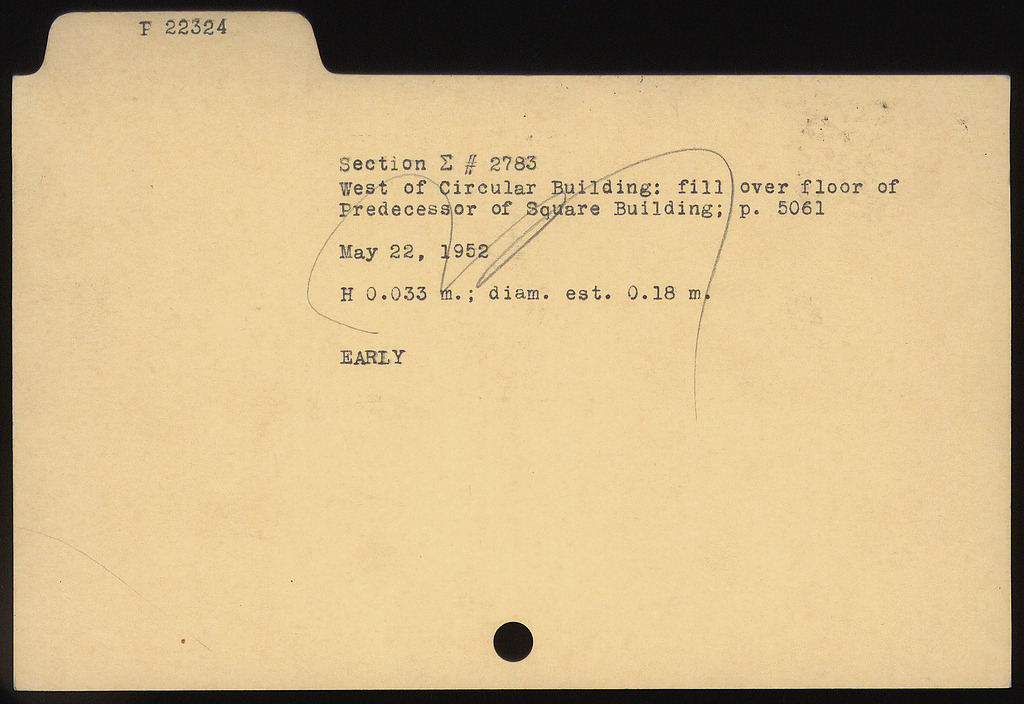 P 22324
Section Σ # 2783
West of Circular Building: fill over floor of
Predecessor of Square Building; p. 5061
May 22, 1952
H 0.033 m.; diam. est. 0.18 m.
EARLY